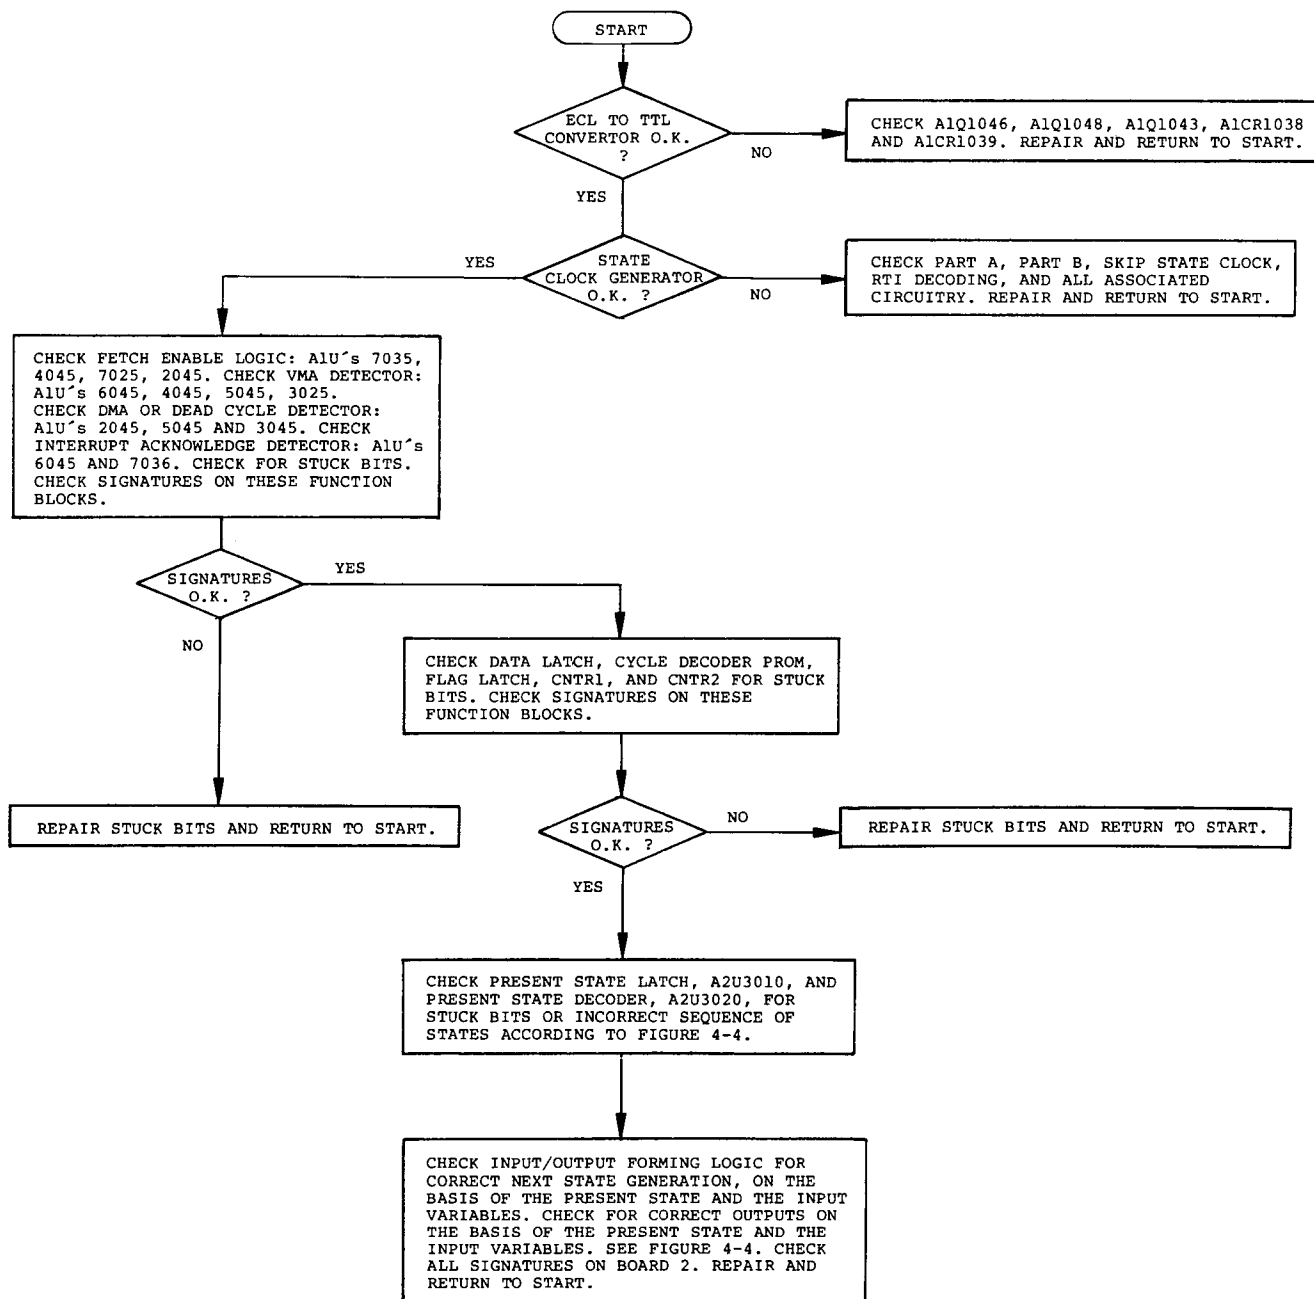 START
ECL TO TTL
CONVERTOR O.K.
?
NO
CHECK A1Q1046, A1Q1048, A1Q1043, A1CR1038
AND A1CR1039. REPAIR AND RETURN TO START.
YES
STATE
CLOCK GENERATOR
O.K. ?
YES
NO
CHECK PART A, PART B, SKIP STATE CLOCK,
RTI DECODING, AND ALL ASSOCIATED
CIRCUITRY. REPAIR AND RETURN TO START.
CHECK FETCH ENABLE LOGIC: A1U´s 7035,
4045, 7025, 2045. CHECK VMA DETECTOR:
A1U´s 6045, 4045, 5045, 3025.
CHECK DMA OR DEAD CYCLE DETECTOR:
A1U´s 2045, 5045 AND 3045. CHECK
INTERRUPT ACKNOWLEDGE DETECTOR: A1U´s
6045 AND 7036. CHECK FOR STUCK BITS.
CHECK SIGNATURES ON THESE FUNCTION
BLOCKS.
SIGNATURES
O.K. ?
YES
NO
CHECK DATA LATCH, CYCLE DECODER PROM,
FLAG LATCH, CNTR1, AND CNTR2 FOR STUCK
BITS. CHECK SIGNATURES ON THESE
FUNCTION BLOCKS.
REPAIR STUCK BITS AND RETURN TO START.
SIGNATURES
O.K. ?
NO
REPAIR STUCK BITS AND RETURN TO START.
YES
CHECK PRESENT STATE LATCH, A2U3010, AND
PRESENT STATE DECODER, A2U3020, FOR
STUCK BITS OR INCORRECT SEQUENCE OF
STATES ACCORDING TO FIGURE 4-4.
CHECK INPUT/OUTPUT FORMING LOGIC FOR
CORRECT NEXT STATE GENERATION, ON THE
BASIS OF THE PRESENT STATE AND THE INPUT
VARIABLES. CHECK FOR CORRECT OUTPUTS ON
THE BASIS OF THE PRESENT STATE AND THE
INPUT VARIABLES. SEE FIGURE 4-4. CHECK
ALL SIGNATURES ON BOARD 2. REPAIR AND
RETURN TO START.